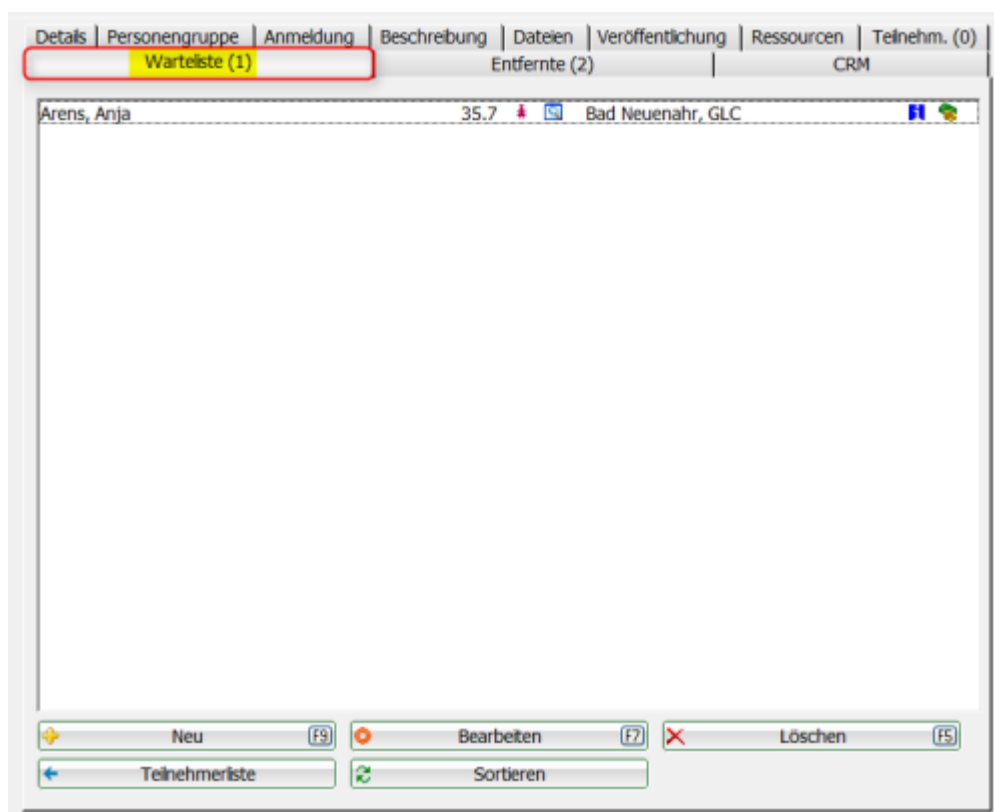 Details Personengruppe Anmeldung Beschreibung Dateien Veröffentlichung Ressourcen Teilnehm. (0)
Warteliste (1) Entfernte (2) CRM
Arens, Anja 35.7 Bad Neuenahr, GLC
Neu F9 Bearbeiten F7 Löschen F5
Teilnehmerliste Sortieren